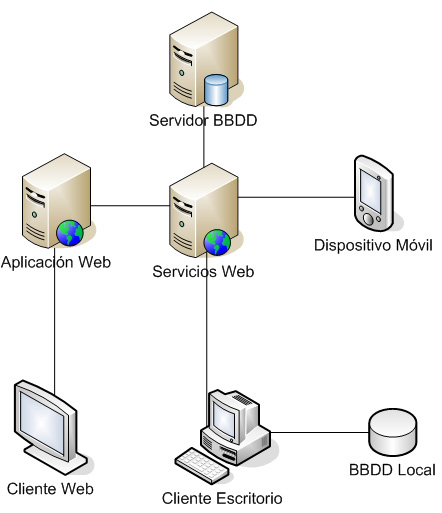 Servidor BBDD
Aplicación Web
Servicios Web
Dispositivo Móvil
Cliente Web
Cliente Escritorio
BBDD Local